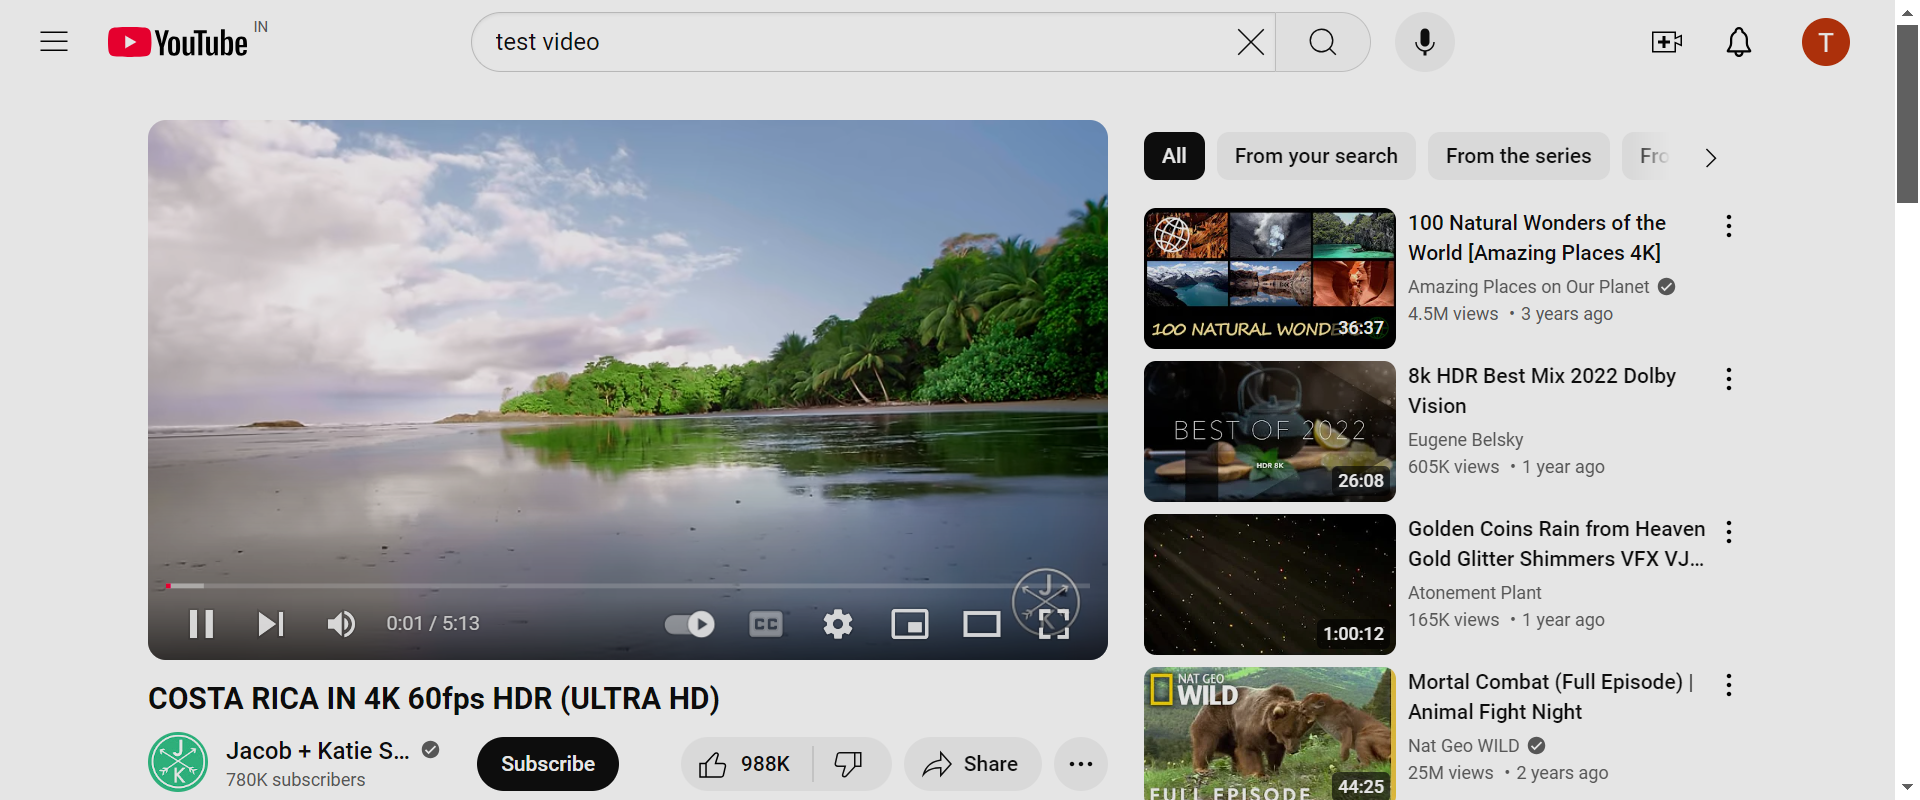 YouTube IN
test video
T
All
From your search
From the series
Fro
100 NATURAL WOND
36:37
100 Natural Wonders of the
World [Amazing Places 4K]
Amazing Places on Our Planet
4.5M views • 3 years ago
BEST OF 2022
HDR 8K
26:08
8k HDR Best Mix 2022 Dolby
Vision
Eugene Belsky
605K views • 1 year ago
1:00:12
Golden Coins Rain from Heaven
Gold Glitter Shimmers VFX VJ...
Atonement Plant
165K views • 1 year ago
NAT GEO
WILD
FULL EPISODE
44:25
Mortal Combat (Full Episode) |
Animal Fight Night
Nat Geo WILD
25M views • 2 years ago
J
K
0:01 / 5:13
CC
COSTA RICA IN 4K 60fps HDR (ULTRA HD)
J
K
Jacob + Katie S...
780K subscribers
Subscribe
988K
Share